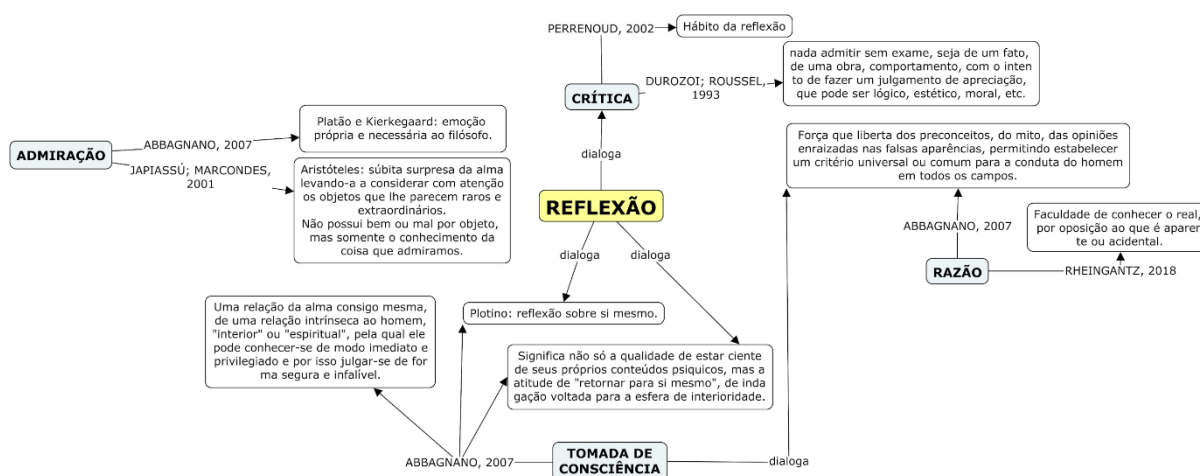 PERRENOUD, 2002
Hábito da reflexão
nada admitir sem exame, seja de um fato,
de uma obra, comportamento, com o inten
to de fazer um julgamento de apreciação,
que pode ser lógico, estético, moral, etc.
DUROZOI; ROUSSEL,
1993
CRÍTICA
Platão e Kierkegaard: emoção
própria e necessária ao filósofo.
ABBAGNANO, 2007
ADMIRAÇÃO
JAPIASSÚ; MARCONDES,
2001
Aristóteles: súbita surpresa da alma
levando-a a considerar com atenção
os objetos que lhe parecem raros e
extraordinários.
Não possui bem ou mal por objeto,
mas somente o conhecimento da
coisa que admiramos.
dialoga
Força que liberta dos preconceitos, do mito, das opiniões
enraizadas nas falsas aparências, permitindo estabelecer
um critério universal ou comum para a conduta do homem
em todos os campos.
REFLEXÃO
ABBAGNANO, 2007
Faculdade de conhecer o real,
por oposição ao que é aparen
te ou acidental.
dialoga
dialoga
RAZÃO
RHEINGANTZ, 2018
Uma relação da alma consigo mesma,
de uma relação intrínseca ao homem,
"interior" ou "espiritual", pela qual ele
pode conhecer-se de modo imediato e
privilegiado e por isso julgar-se de for
ma segura e infalível.
Plotino: reflexão sobre si mesmo.
Significa não só a qualidade de estar ciente
de seus próprios conteúdos psiquicos, mas a
atitude de "retornar para si mesmo", de inda
gação voltada para a esfera de interioridade.
ABBAGNANO, 2007
TOMADA DE
CONSCIÊNCIA
dialoga